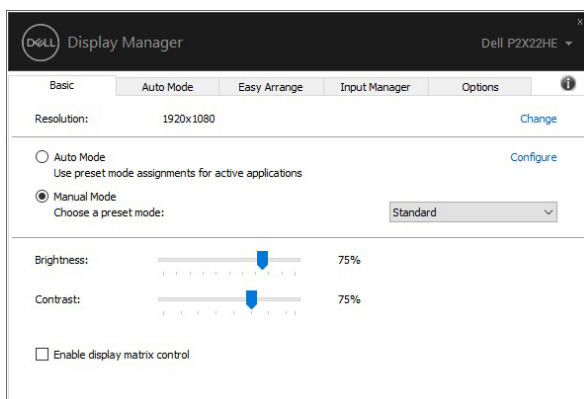 x
DELL Display Manager Dell P2X22HE
Basic Auto Mode Easy Arrange Input Manager Options i
Resolution: 1920x1080 Change
Auto Mode Configure
Use preset mode assignments for active applications
Manual Mode
Choose a preset mode: Standard
Brightness: 75%
Contrast: 75%
Enable display matrix control